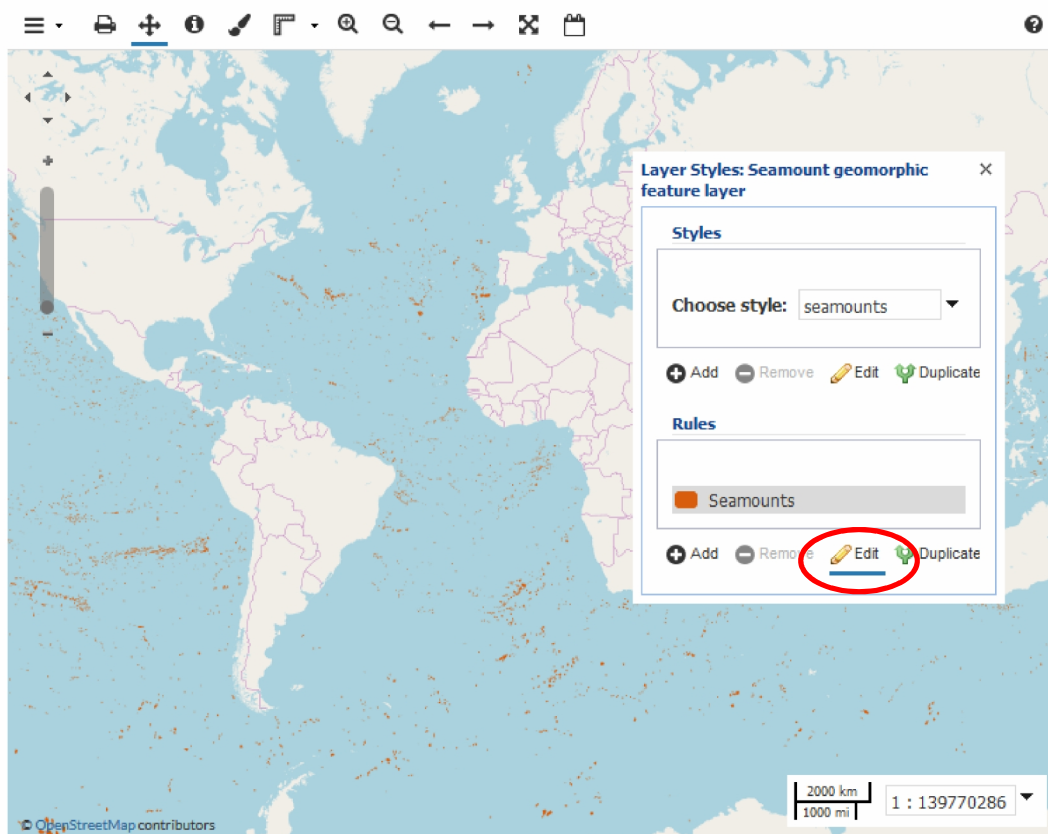 Layer Styles: Seamount geomorphic
feature layer
Styles
Choose style: seamounts
Add Remove Edit Duplicate
Rules
Seamounts
Add Remove Edit Duplicate
2000 km
1000 mi
1 : 139770286
© OpenStreetMap contributors